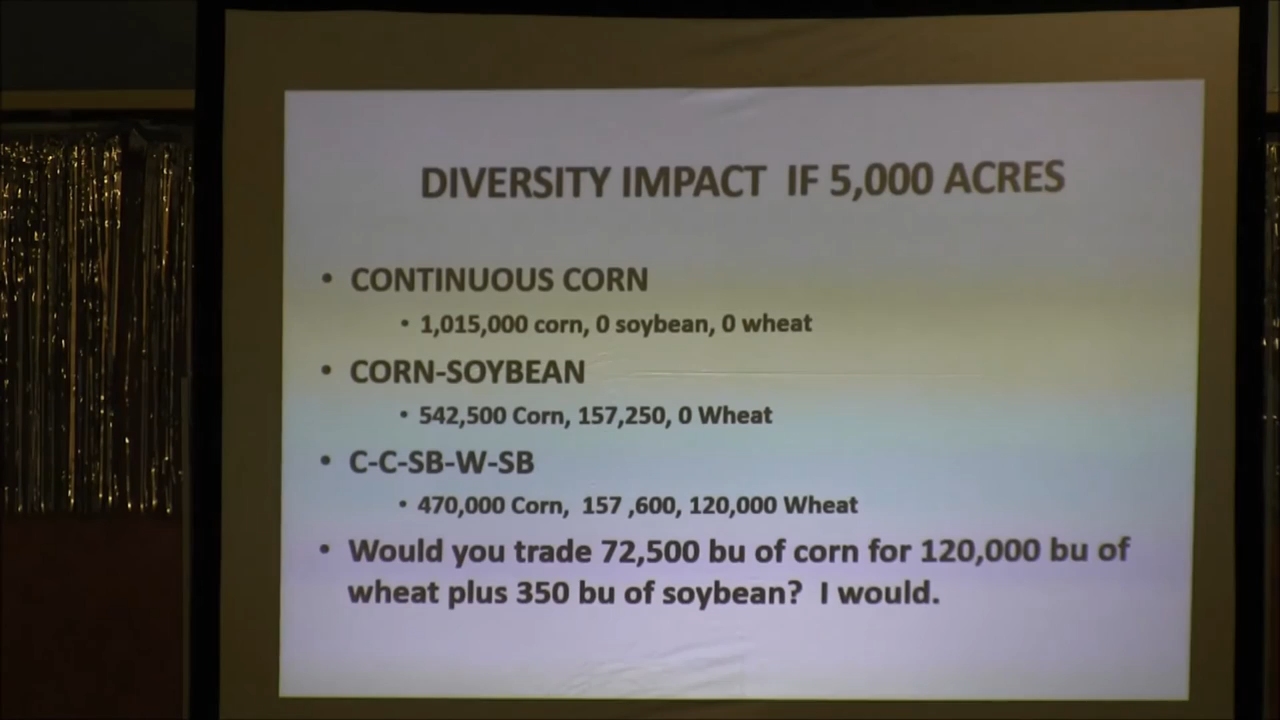 DIVERSITY IMPACT IF 5,000 ACRES
• CONTINUOUS CORN
• 1,015,000 corn, 0 soybean, 0 wheat
• CORN-SOYBEAN
• 542,500 Corn, 157,250, 0 Wheat
• C-C-SB-W-SB
• 470,000 Corn, 157 ,600, 120,000 Wheat
• Would you trade 72,500 bu of corn for 120,000 bu of
wheat plus 350 bu of soybean? I would.